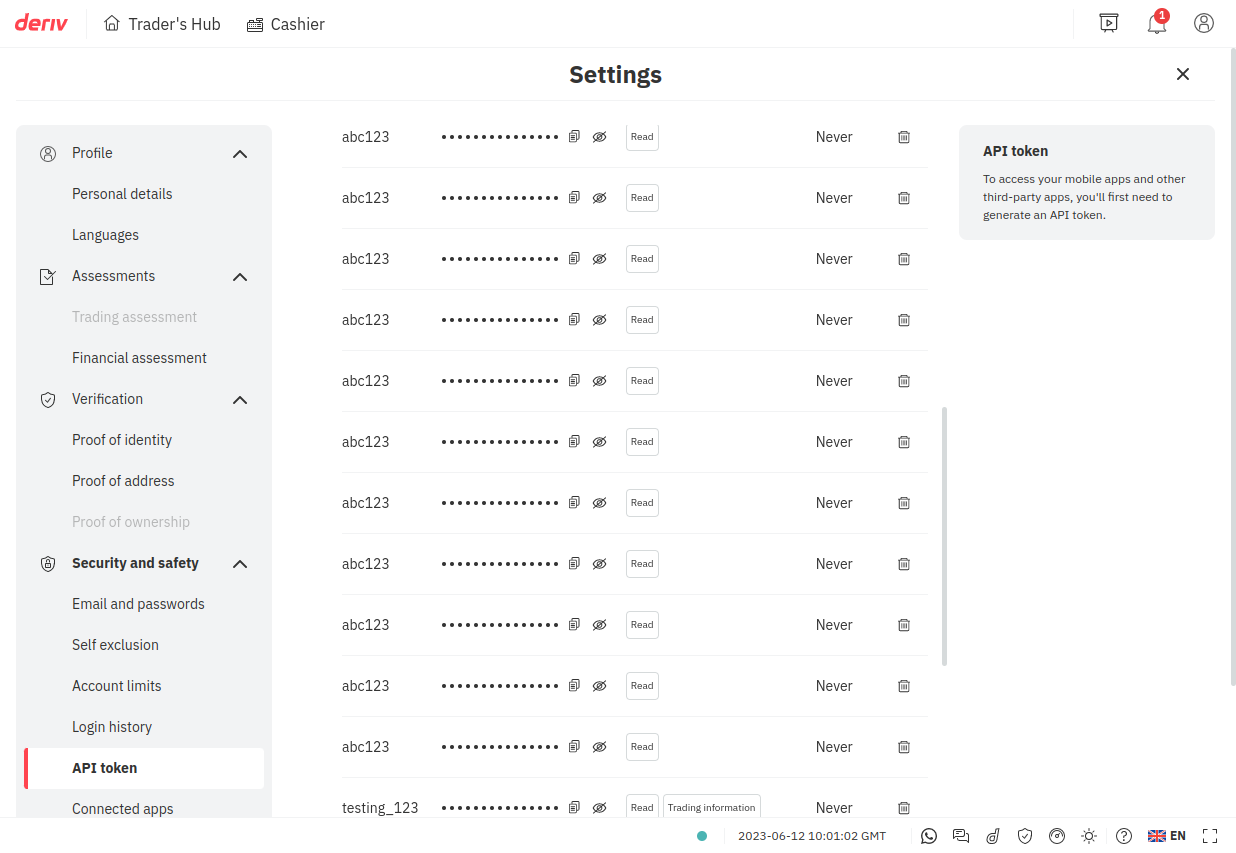 deriv Trader's Hub Cashier 1
Settings
Profile
Personal details
Languages
Assessments
Trading assessment
Financial assessment
Verification
Proof of identity
Proof of address
Proof of ownership
Security and safety
Email and passwords
Self exclusion
Account limits
Login history
API token
Connected apps
abc123 ••••••••••••••• Read Never
abc123 ••••••••••••••• Read Never
abc123 ••••••••••••••• Read Never
abc123 ••••••••••••••• Read Never
abc123 ••••••••••••••• Read Never
abc123 ••••••••••••••• Read Never
abc123 ••••••••••••••• Read Never
abc123 ••••••••••••••• Read Never
abc123 ••••••••••••••• Read Never
abc123 ••••••••••••••• Read Never
abc123 ••••••••••••••• Read Never
testing_123 ••••••••••••••• Read Trading information Never
API token
To access your mobile apps and other
third-party apps, you'll first need to
generate an API token.
2023-06-12 10:01:02 GMT EN